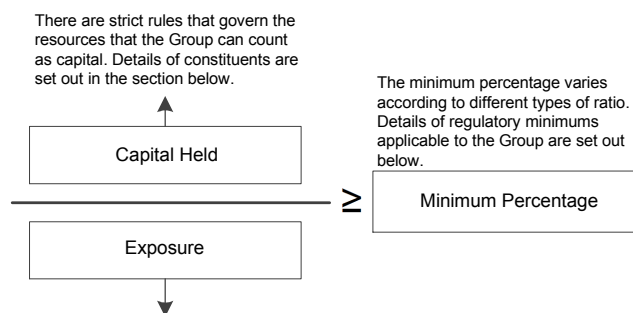 There are strict rules that govern the
resources that the Group can count
as capital. Details of constituents are
set out in the section below.
The minimum percentage varies
according to different types of ratio.
Details of regulatory minimums
applicable to the Group are set out
below.
Capital Held
≥
Minimum Percentage
Exposure